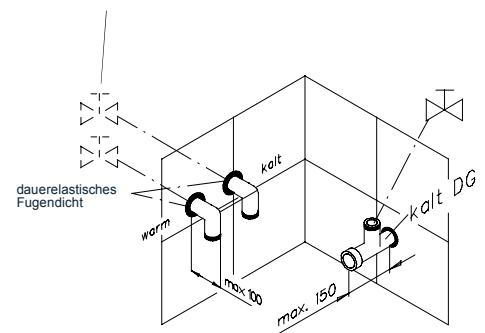 kalt
dauerelastisches
Fugendicht
kalt DG
warm
max 100
max. 150